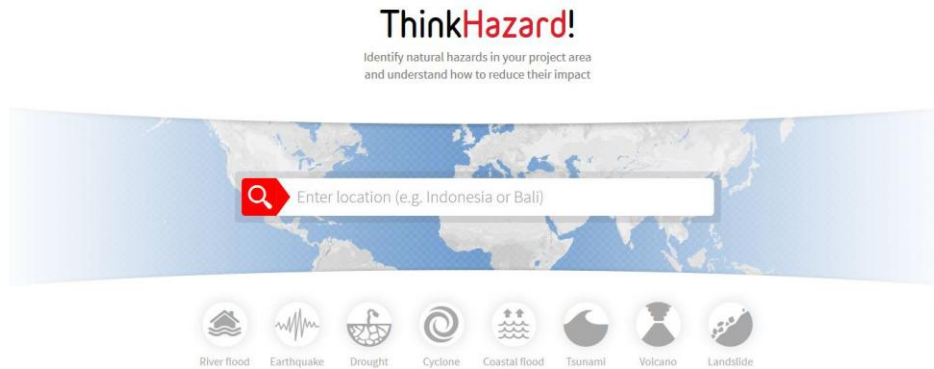 ThinkHazard!
Identify natural hazards in your project area
and understand how to reduce their impact
Enter location (e.g. Indonesia or Bali)
River flood Earthquake Drought Cyclone Coastal flood Tsunami Volcano Landslide